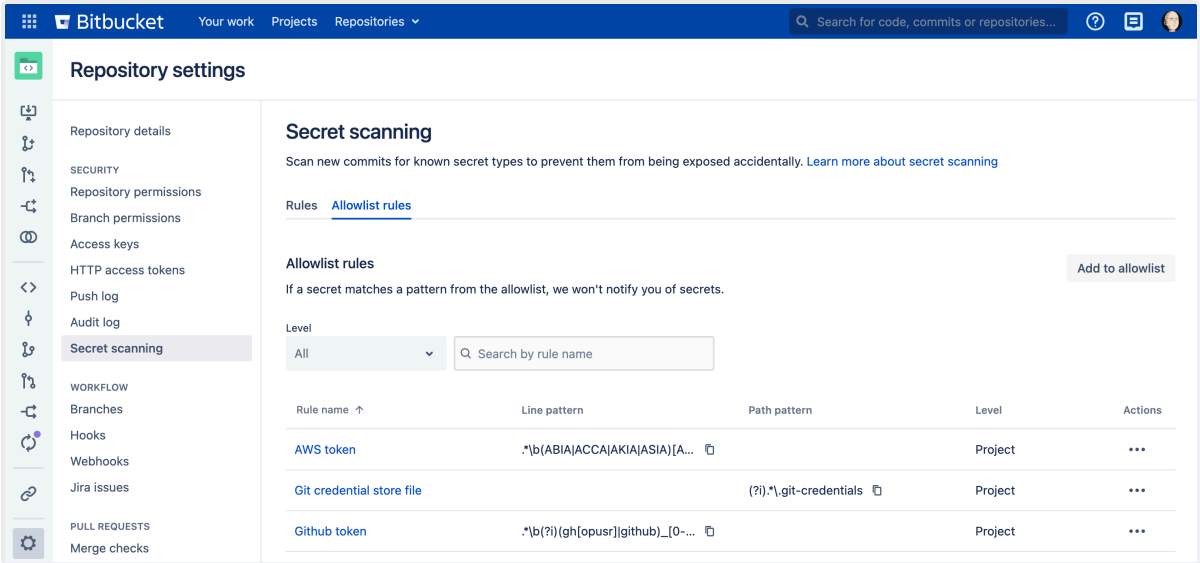 Bitbucket Your work Projects Repositories Search for code, commits or repositories...
Repository settings
Repository details
SECURITY
Repository permissions
Branch permissions
Access keys
HTTP access tokens
Push log
Audit log
Secret scanning
WORKFLOW
Branches
Hooks
Webhooks
Jira issues
PULL REQUESTS
Merge checks
Secret scanning
Scan new commits for known secret types to prevent them from being exposed accidentally. Learn more about secret scanning
Rules Allowlist rules
Allowlist rules
Add to allowlist
If a secret matches a pattern from the allowlist, we won't notify you of secrets.
Level
All Search by rule name
Rule name ↑ Line pattern Path pattern Level Actions
AWS token .*\b(ABIA|ACCA|AKIA|ASIA)[A... Project
Git credential store file (?i).*\.git-credentials Project
Github token .*\b(?i)(gh[opusr]|github)_[0-... Project